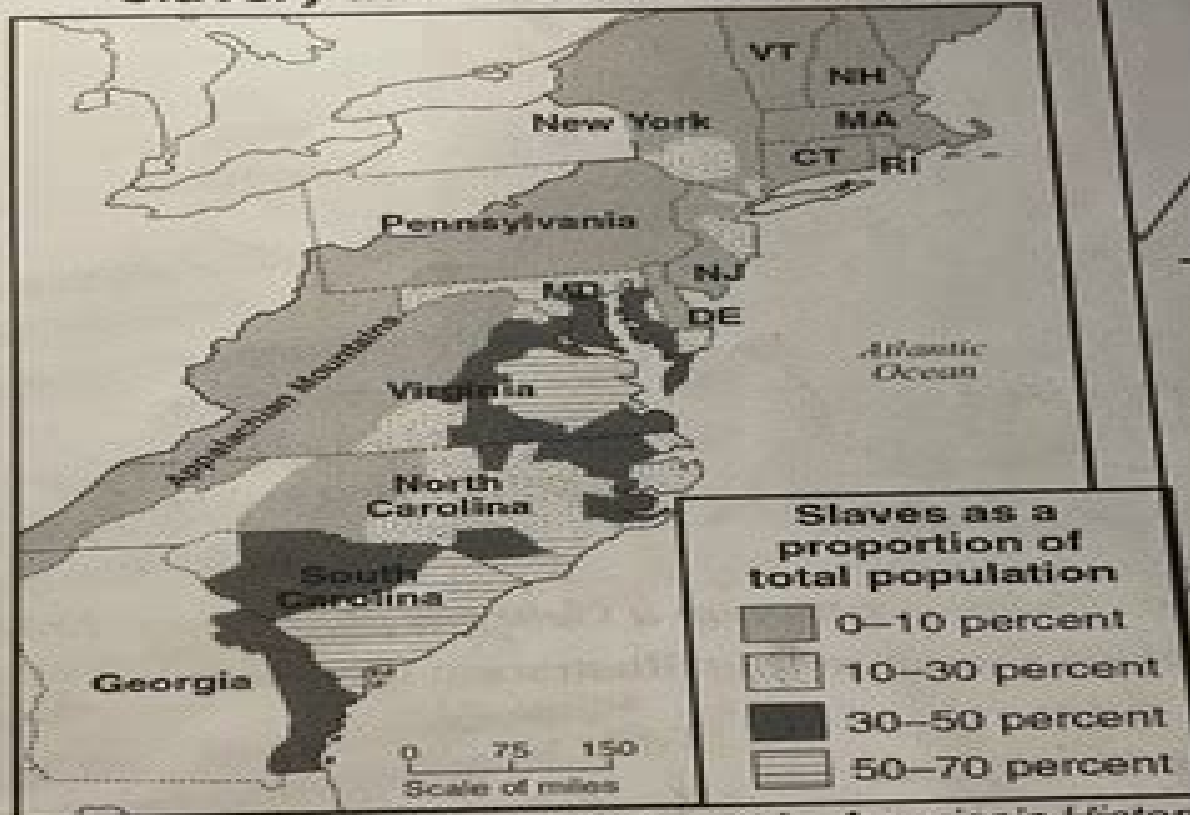 VT
NH
New York
MA
CT
RI
Pennsylvania
NJ
MD
DE
Appalachian Mountains
Atlantic
Ocean
Virginia
North
Carolina
South
Carolina
Georgia
0 75 150
Scale of miles
Slaves as a
proportion of
total population
0–10 percent
10–30 percent
30–50 percent
50–70 percent